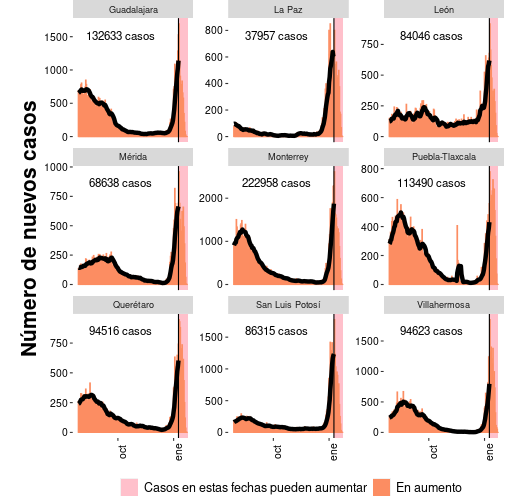 Guadalajara
La Paz
León
132633 casos
37957 casos
84046 casos
1500
1000
500
0
800
600
400
200
0
750
500
250
0
Mérida
Monterrey
Puebla-Tlaxcala
68638 casos
222958 casos
113490 casos
1000
750
500
250
0
2000
1000
0
800
600
400
200
0
Querétaro
San Luis Potosí
Villahermosa
94516 casos
86315 casos
94623 casos
750
500
250
0
1500
1000
500
0
1500
1000
500
0
oct
ene
oct
ene
oct
ene
Número de nuevos casos
Casos en estas fechas pueden aumentar
En aumento